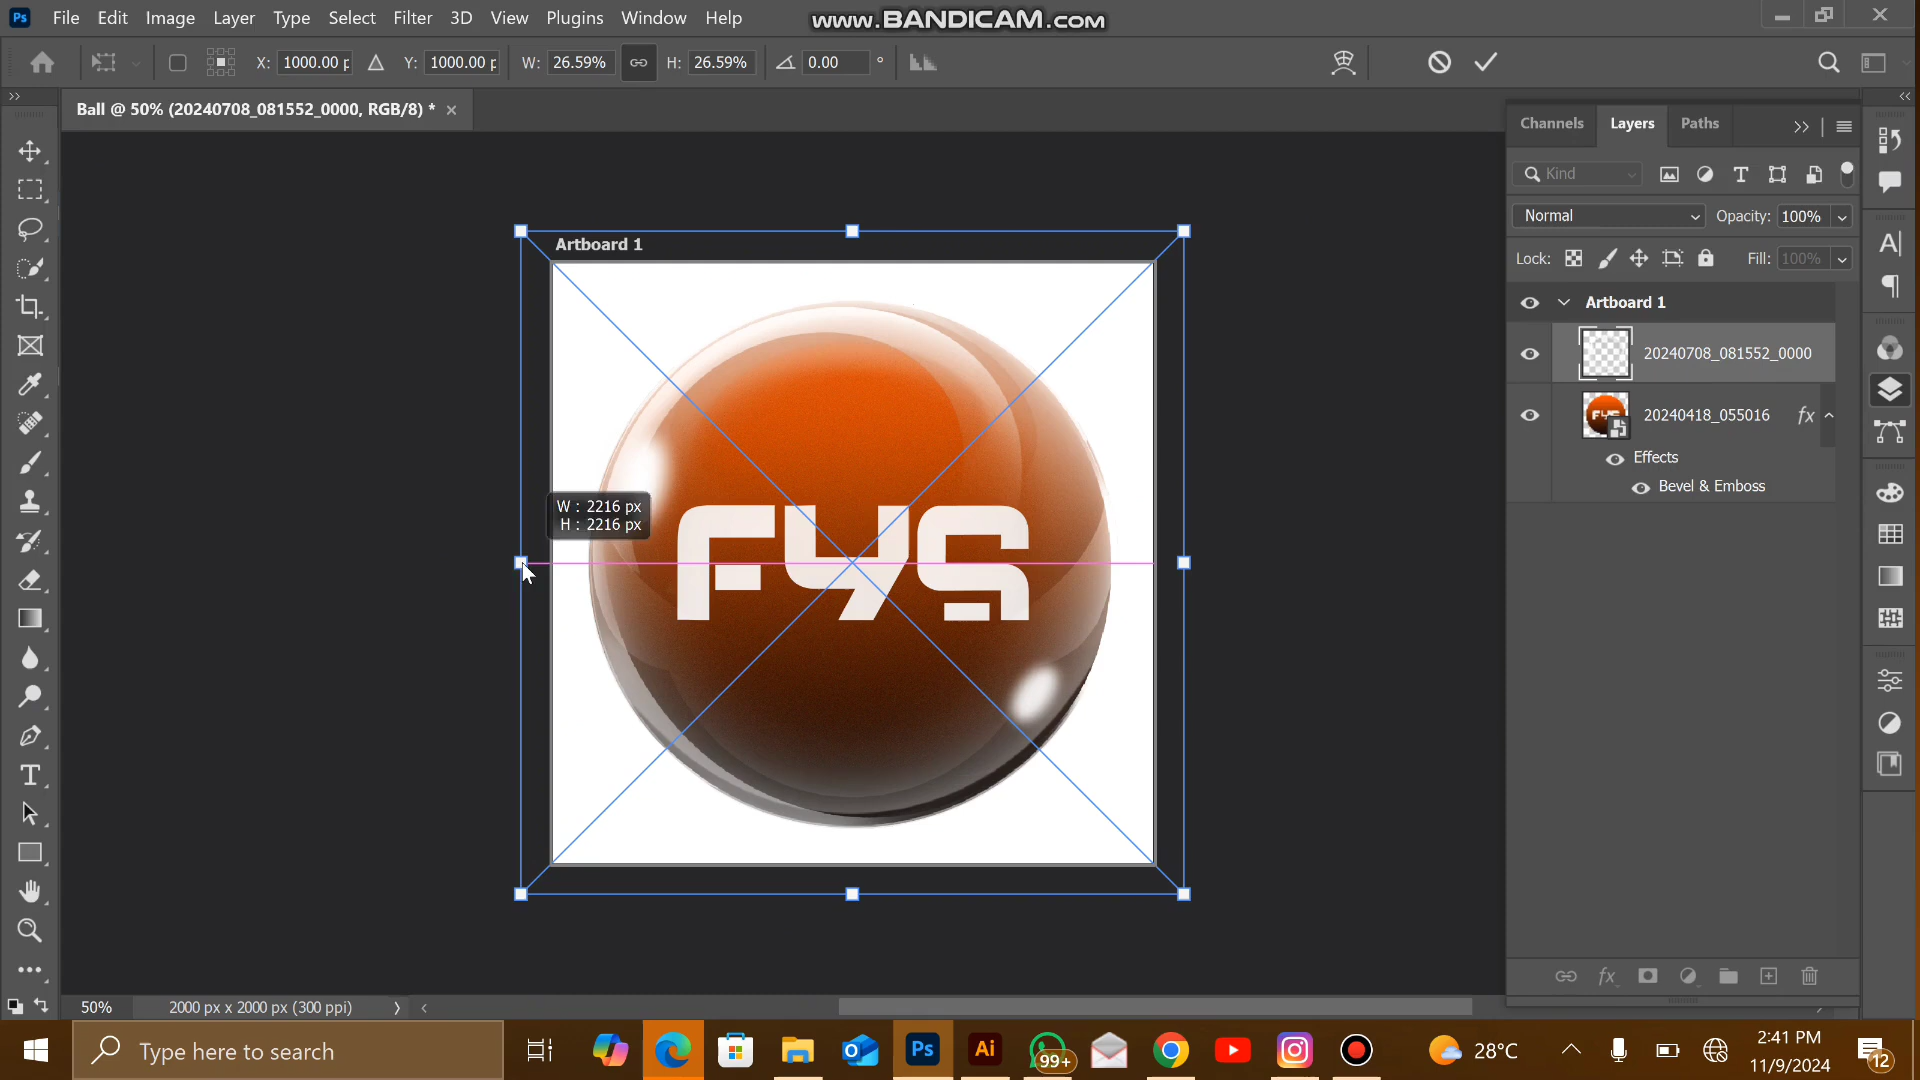 Ps File Edit Image Layer Type Select Filter 3D View Plugins Window Help
www.BANDICAM.com
X: 1000.00 p Y: 1000.00 p W: 26.59% H: 26.59% 0.00 °
Ball @ 50% (20240708_081552_0000, RGB/8) * ×
Channels Layers Paths
Kind
Normal Opacity: 100%
Lock: Fill: 100%
Artboard 1
20240708_081552_0000
20240418_055016 fx
Effects
Bevel & Emboss
Artboard 1
W : 2216 px
H : 2216 px
FYS
50% 2000 px x 2000 px (300 ppi)
Type here to search
Ps Ai 99+
28°C
2:41 PM
11/9/2024
12